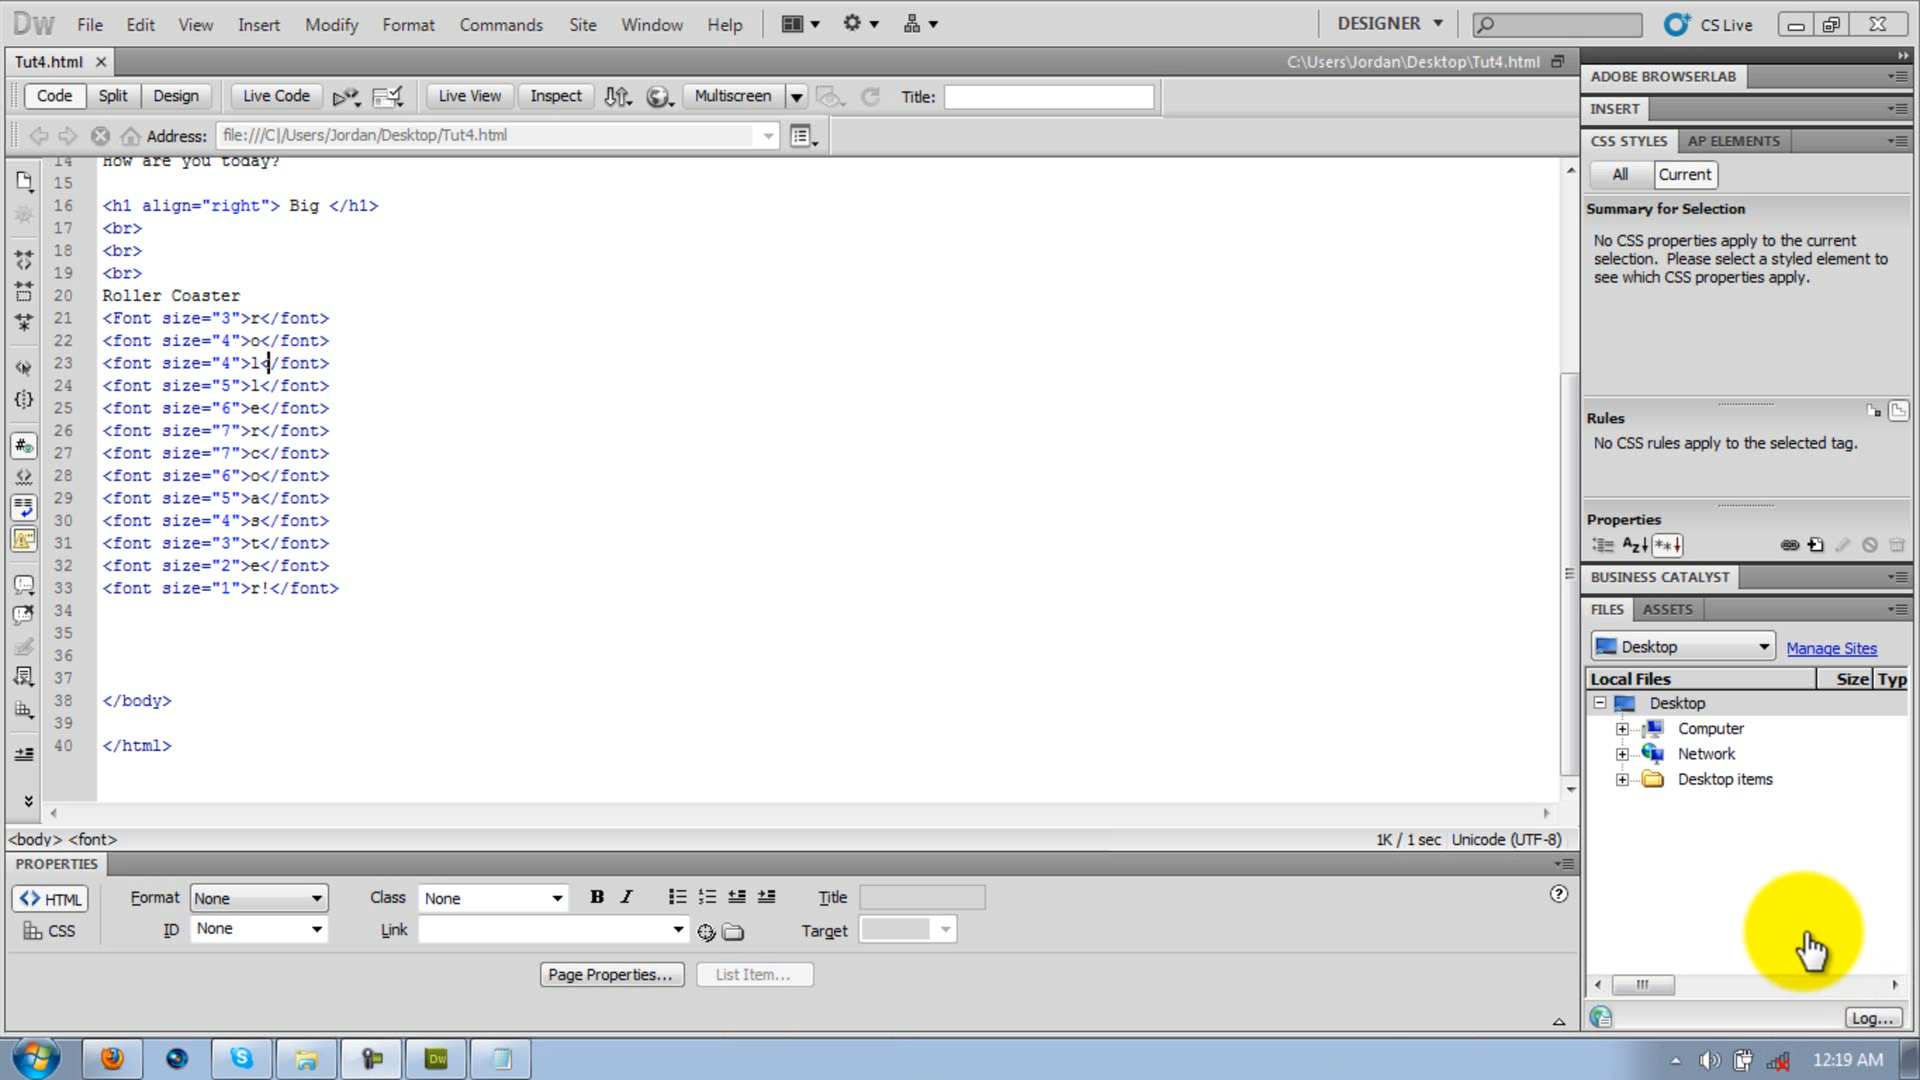 Dw File Edit View Insert Modify Format Commands Site Window Help DESIGNER CS Live
Tut4.html C:\Users\Jordan\Desktop\Tut4.html
Code Split Design Live Code Live View Inspect Multiscreen Title:
Address: file:///C|/Users/Jordan/Desktop/Tut4.html
14 How are you today?
15
16 <h1 align="right"> Big </h1>
17 <br>
18 <br>
19 <br>
20 Roller Coaster
21 <Font size="3">r</font>
22 <font size="4">o</font>
23 <font size="4">l</font>
24 <font size="5">l</font>
25 <font size="6">e</font>
26 <font size="7">r</font>
27 <font size="7">c</font>
28 <font size="6">o</font>
29 <font size="5">a</font>
30 <font size="4">s</font>
31 <font size="3">t</font>
32 <font size="2">e</font>
33 <font size="1">r!</font>
34
35
36
37
38 </body>
39
40 </html>
<body> <font> 1K / 1 sec Unicode (UTF-8)
PROPERTIES
<> HTML Format None Class None B I Title
CSS ID None Link Target
Page Properties... List Item...
ADOBE BROWSERLAB
INSERT
CSS STYLES AP ELEMENTS
All Current
Summary for Selection
No CSS properties apply to the current
selection. Please select a styled element to
see which CSS properties apply.
Rules
No CSS rules apply to the selected tag.
Properties
Az
BUSINESS CATALYST
FILES ASSETS
Desktop Manage Sites
Local Files Size Typ
Desktop
Computer
Network
Desktop items
Log...
Dw 12:19 AM